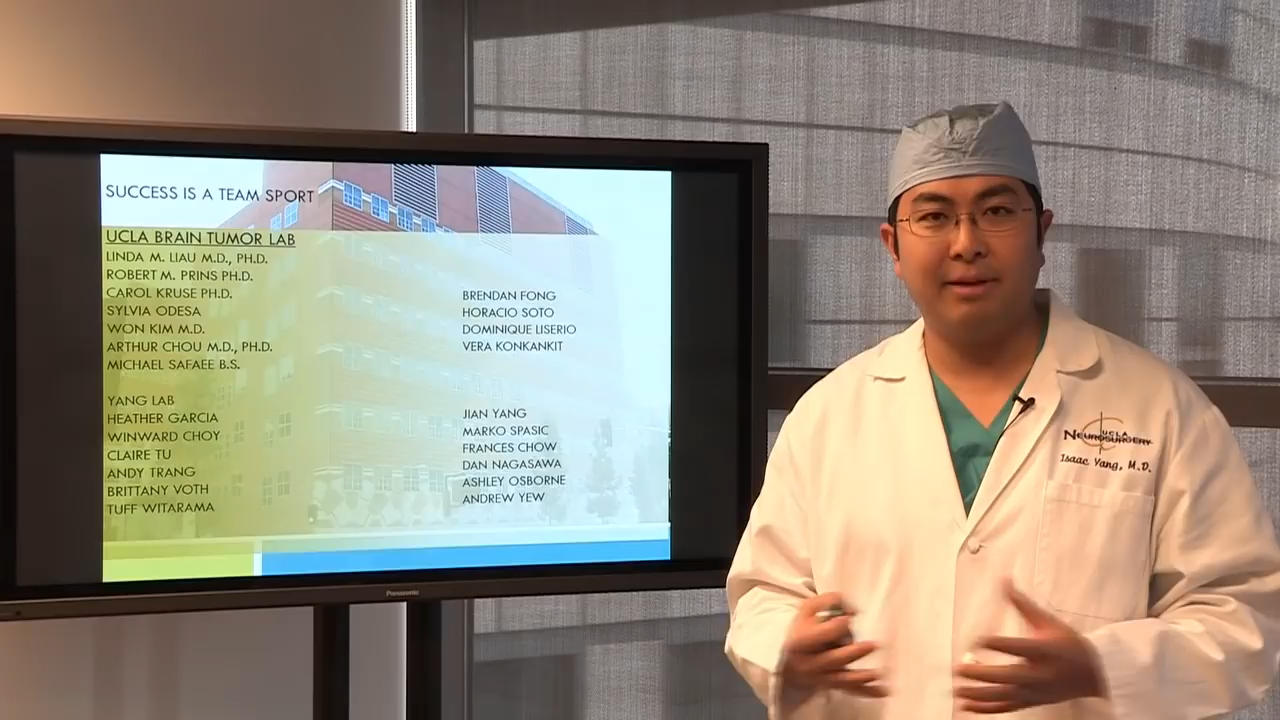 SUCCESS IS A TEAM SPORT
UCLA BRAIN TUMOR LAB
LINDA M. LIAU M.D., PH.D.
ROBERT M. PRINS PH.D.
CAROL KRUSE PH.D.
SYLVIA ODESA
WON KIM M.D.
ARTHUR CHOU M.D., PH.D.
MICHAEL SAFAEE B.S.
YANG LAB
HEATHER GARCIA
WINWARD CHOY
CLAIRE TU
ANDY TRANG
BRITTANY VOTH
TUFF WITARAMA
BRENDAN FONG
HORACIO SOTO
DOMINIQUE LISERIO
VERA KONKANKIT
JIAN YANG
MARKO SPASIC
FRANCES CHOW
DAN NAGASAWA
ASHLEY OSBORNE
ANDREW YEW
Panasonic
UCLA
NEUROSURGERY
Isaac Yang, M.D.